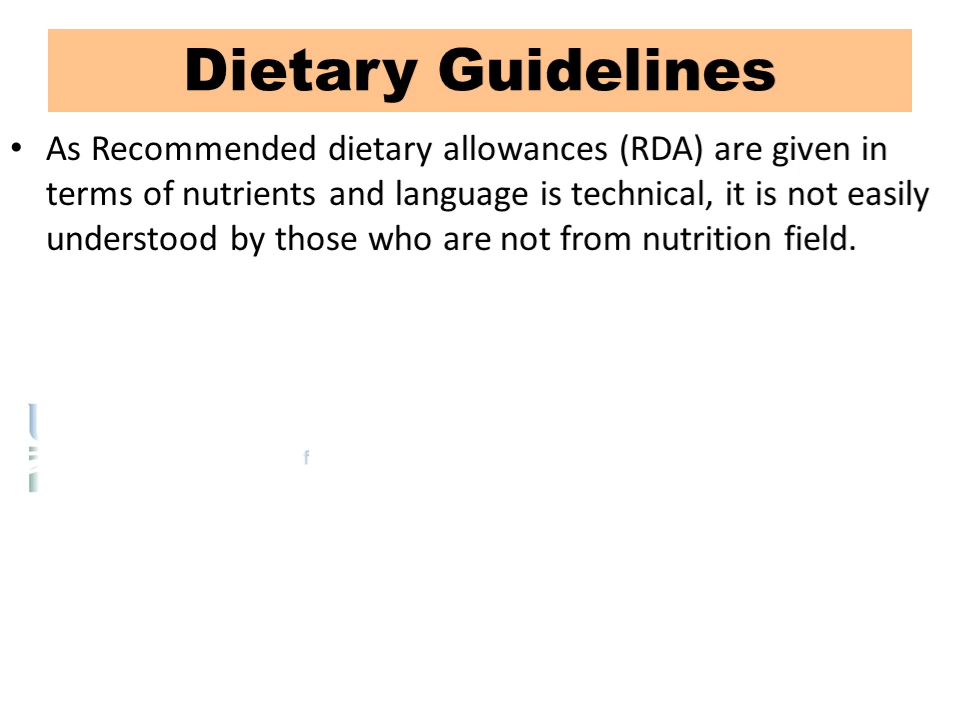 Dietary Guidelines
• As Recommended dietary allowances (RDA) are given in
terms of nutrients and language is technical, it is not easily
understood by those who are not from nutrition field.
f